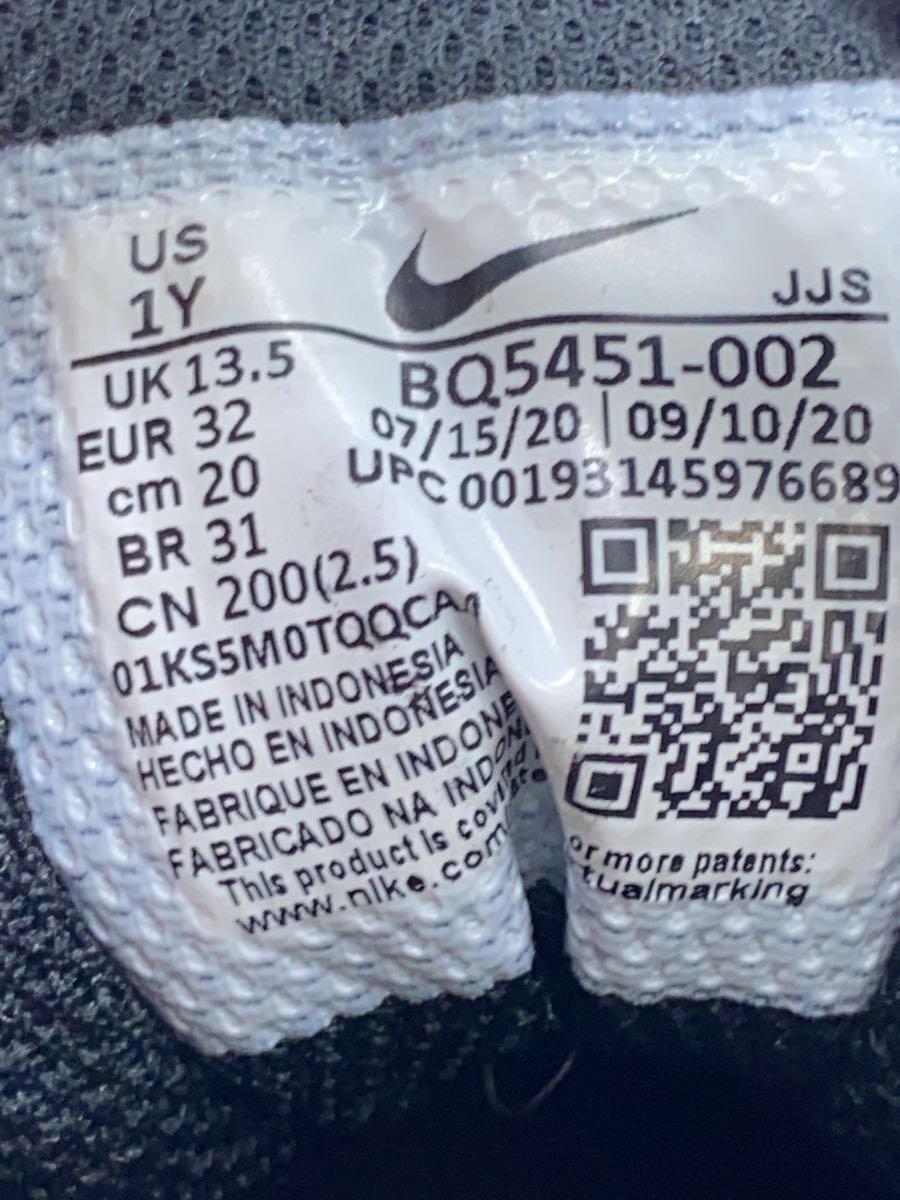 US
1Y
JJS
UK 13.5
EUR 32
cm 20
BR 31
CN 200(2.5)
BQ5451-002
07/15/20 | 09/10/20
UPC 00193145976689
01KS5M0TQQCA
MADE IN INDONESIA
HECHO EN INDONESIA
FABRIQUE EN INDONE
FABRICADO NA INDON
This product is cov
www.nike.com
or more patents:
tualmarking